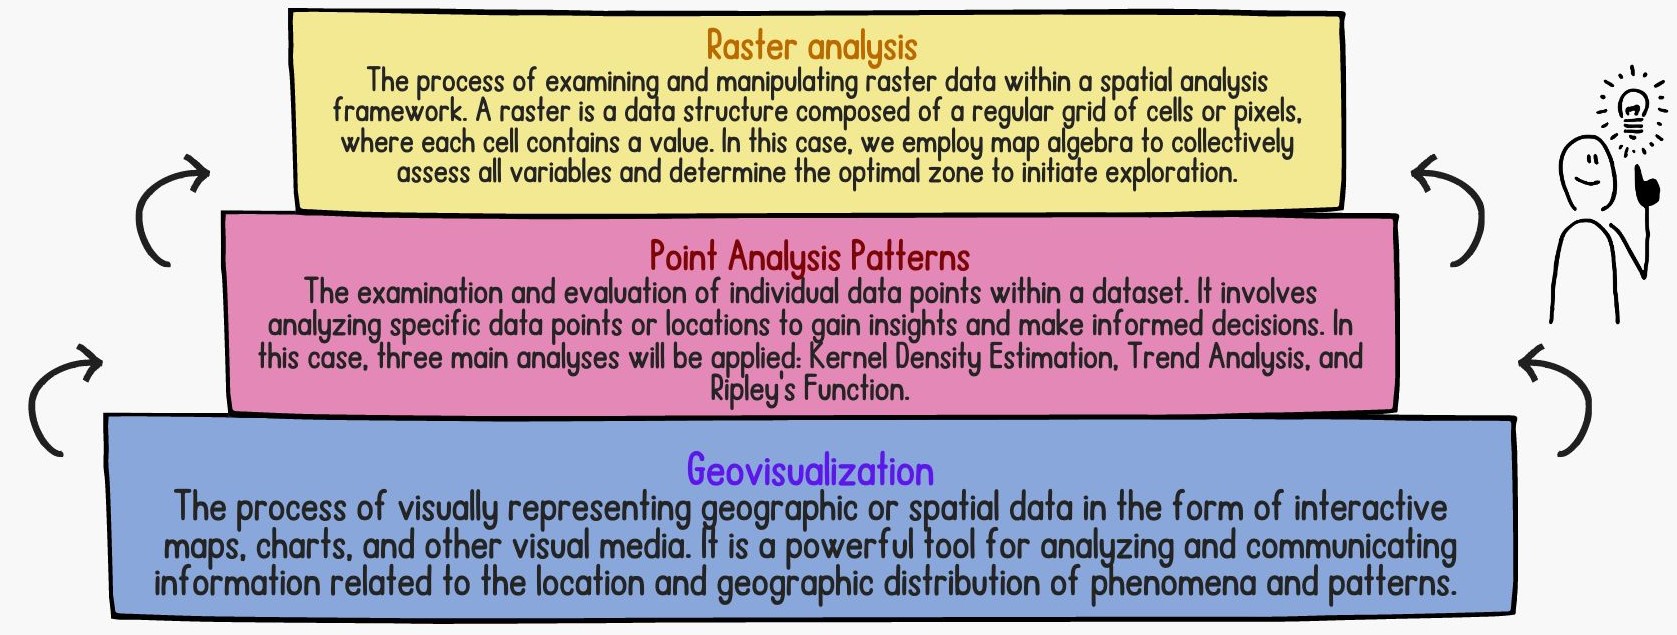 Raster analysis
The process of examining and manipulating raster data within a spatial analysis
framework. A raster is a data structure composed of a regular grid of cells or pixels,
where each cell contains a value. In this case, we employ map algebra to collectively
assess all variables and determine the optimal zone to initiate exploration.
Point Analysis Patterns
The examination and evaluation of individual data points within a dataset. It involves
analyzing specific data points or locations to gain insights and make informed decisions. In
this case, three main analyses will be applied: Kernel Density Estimation, Trend Analysis, and
Ripley's Function.
Geovisualization
The process of visually representing geographic or spatial data in the form of interactive
maps, charts, and other visual media. It is a powerful tool for analyzing and communicating
information related to the location and geographic distribution of phenomena and patterns.